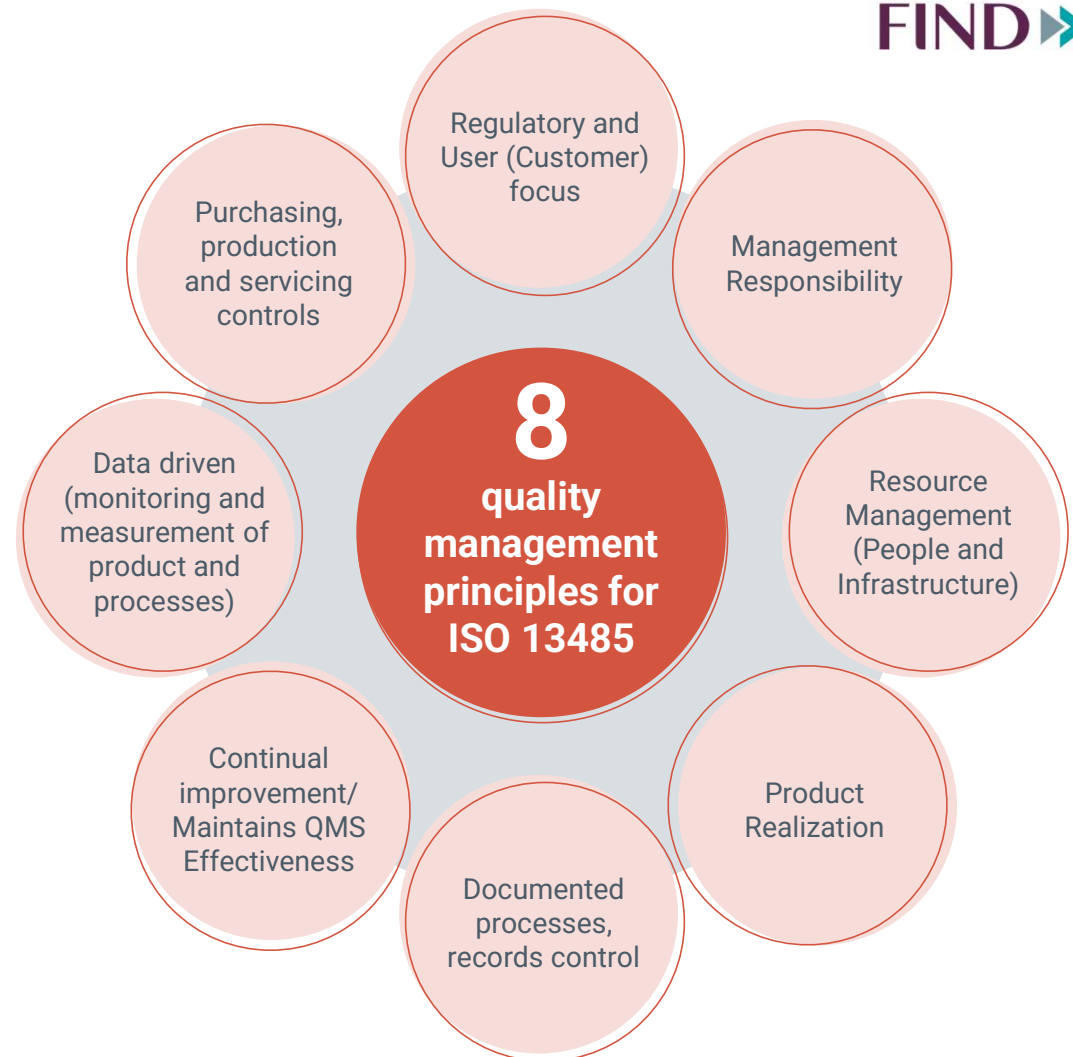 FIND
Regulatory and
User (Customer)
focus
Management
Responsibility
Resource
Management
(People and
Infrastructure)
Product
Realization
Documented
processes,
records control
Continual
improvement/
Maintains QMS
Effectiveness
Data driven
(monitoring and
measurement of
product and
processes)
Purchasing,
production
and servicing
controls
8
quality
management
principles for
ISO 13485